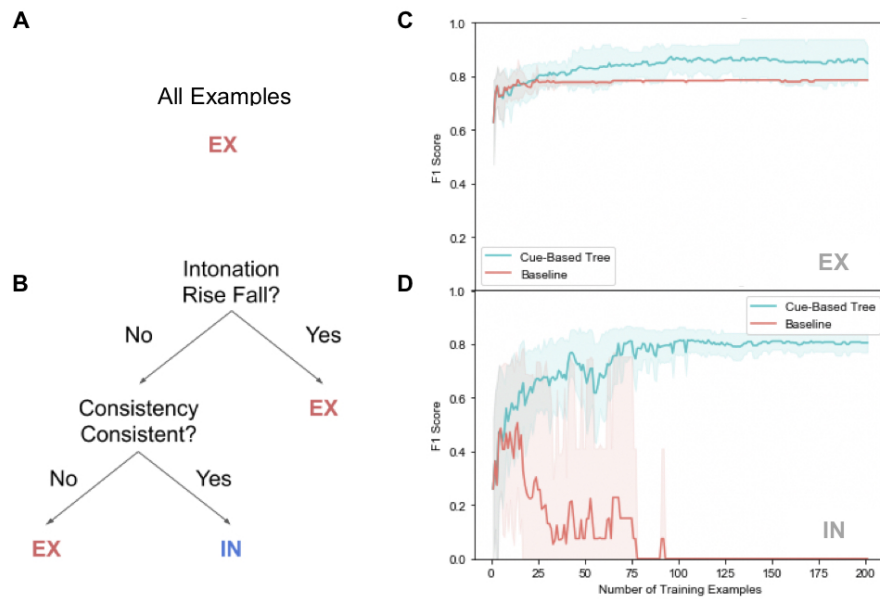 A
All Examples
EX
B
Intonation
Rise Fall?
No
Yes
Consistency
Consistent?
EX
No
Yes
EX
IN
C
1.0
0.8
0.6
0.4
0.2
F1 Score
Cue-Based Tree
Baseline
EX
D
1.0
0.8
0.6
0.4
0.2
0.0
F1 Score
Cue-Based Tree
Baseline
IN
0 25 50 75 100 125 150 175 200
Number of Training Examples